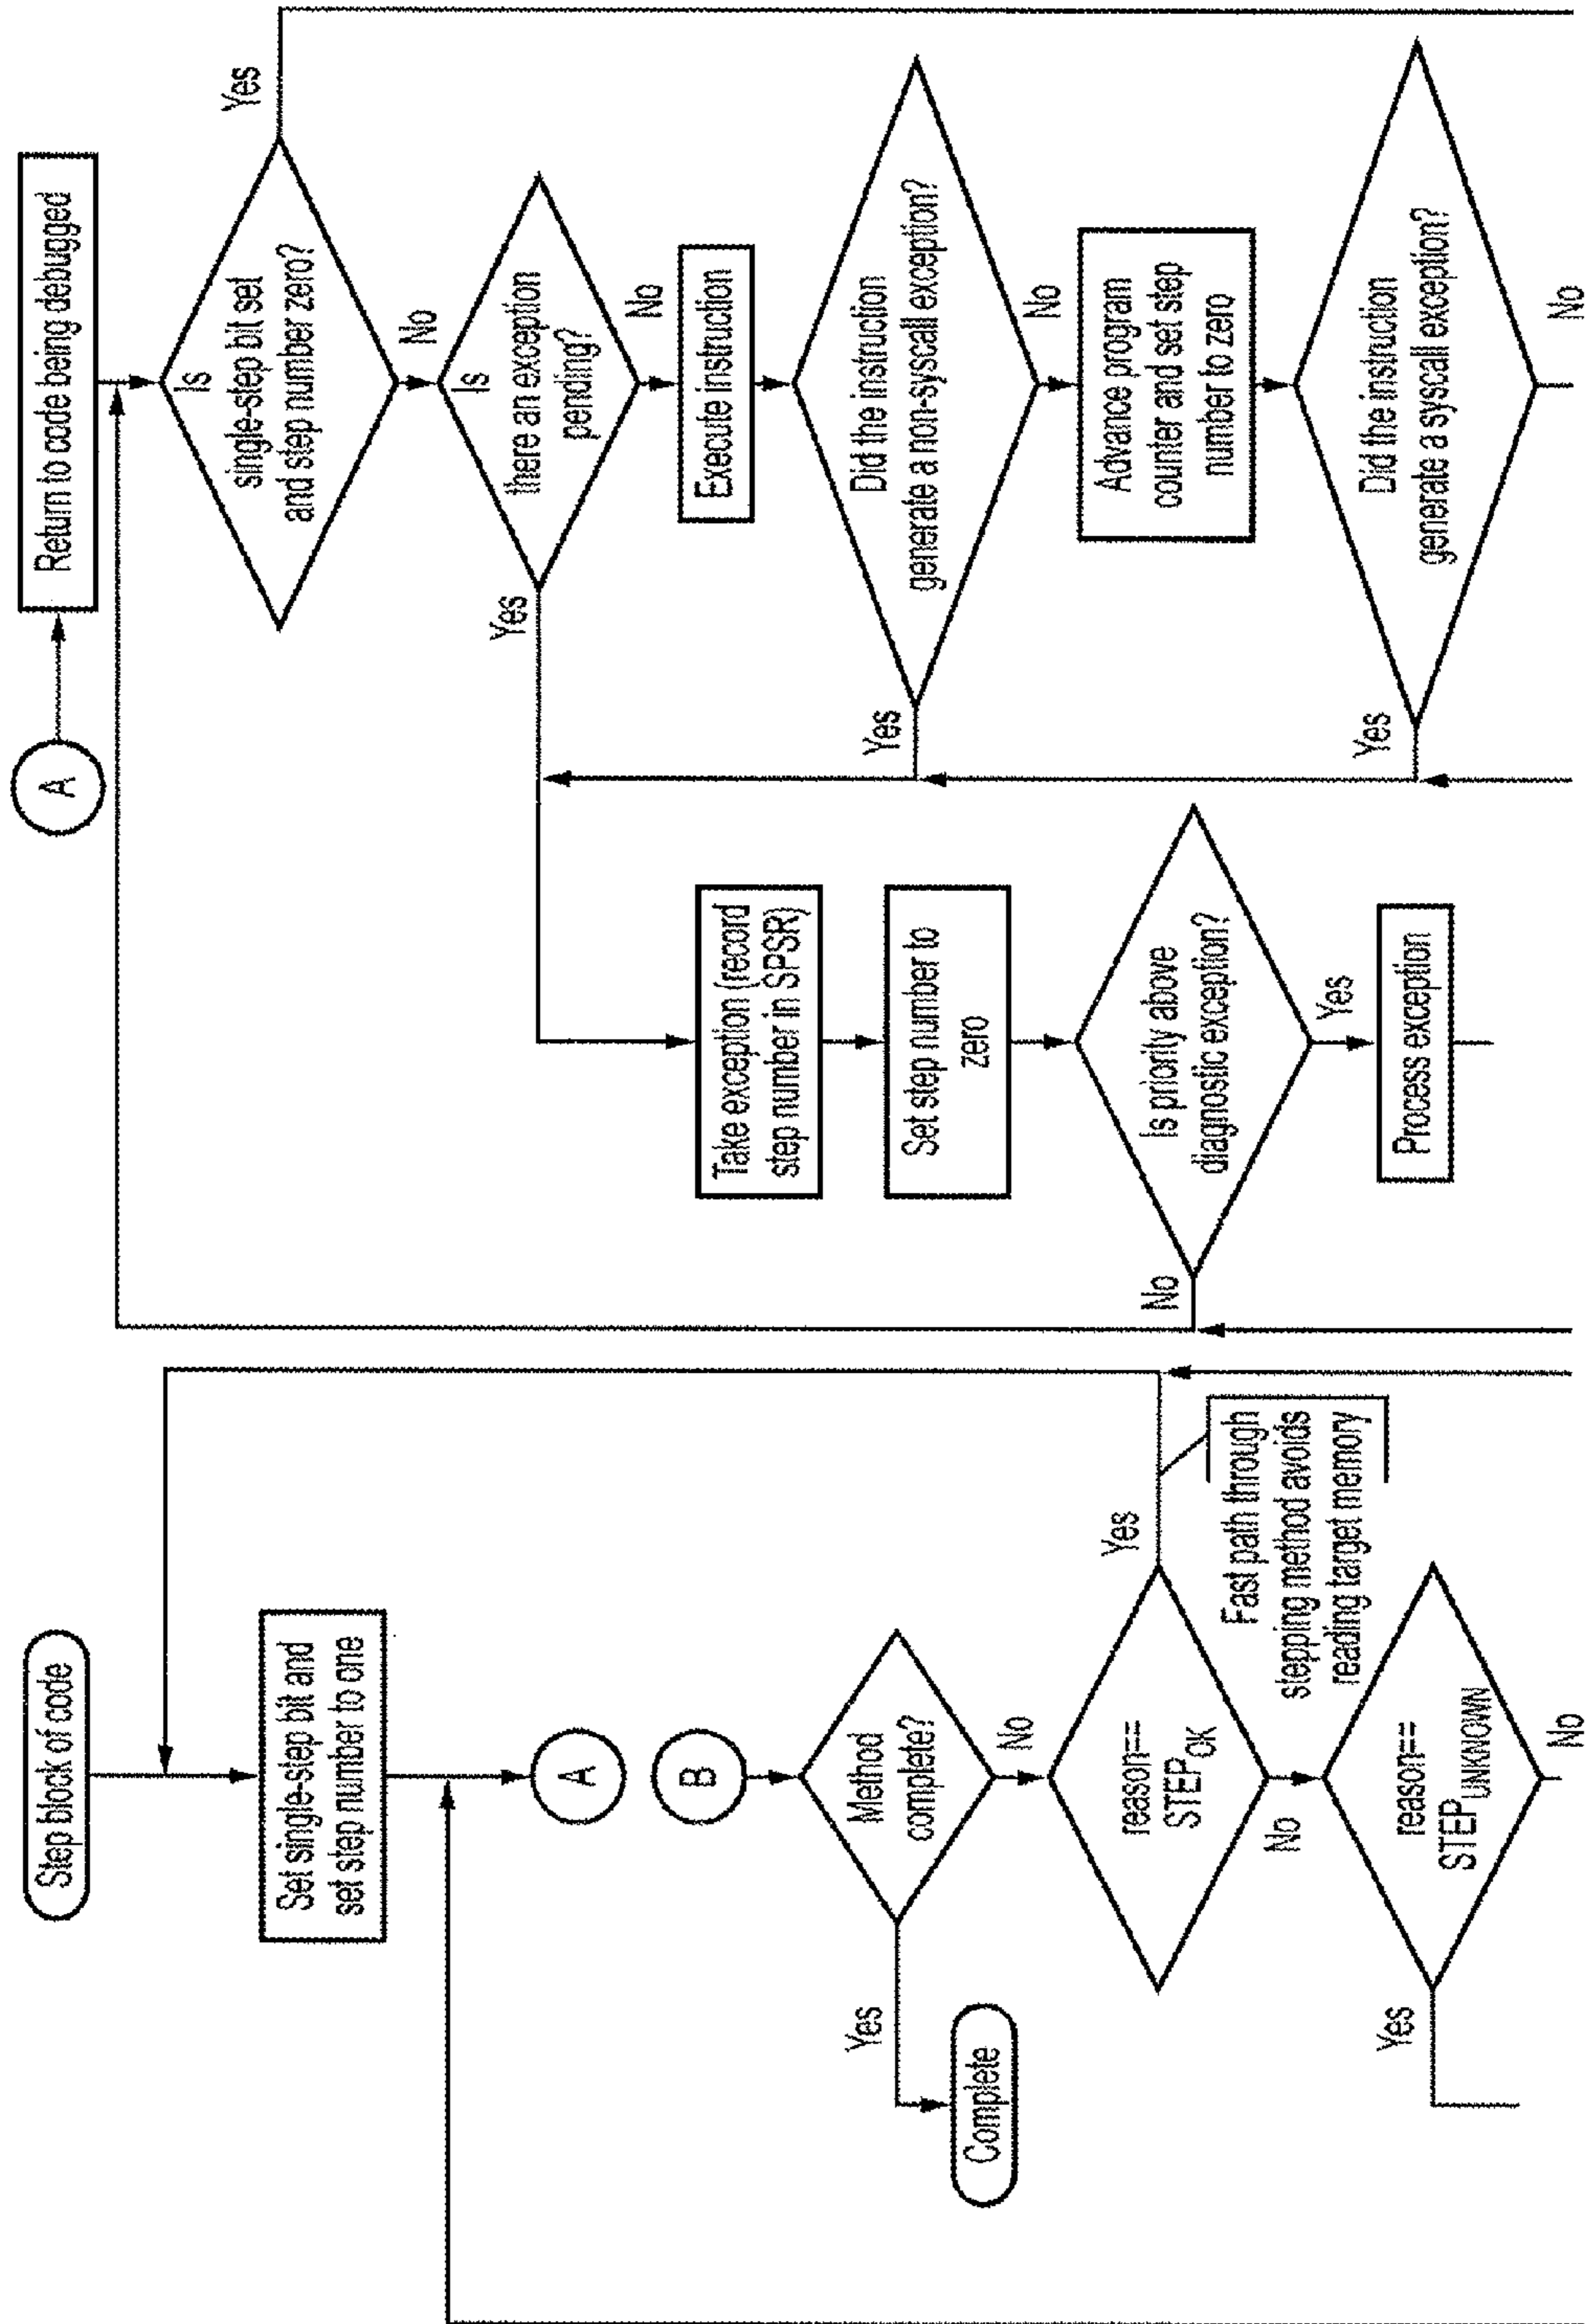 Step block of code
Set single-step bit and
set step number to one
A
B
Method
complete?
Yes
No
Complete
reason==
STEP_OK
Yes
No
Fast path through
stepping method avoids
reading target memory
reason==
STEP_UNKNOWN
Yes
No
A
Return to code being debugged
Is
single-step bit set
and step number zero?
Yes
No
Is
there an exception
pending?
Yes
No
Execute instruction
Did the instruction
generate a non-syscall exception?
Yes
No
Advance program
counter and set step
number to zero
Did the instruction
generate a syscall exception?
Yes
No
Take exception (record
step number in SPSR)
Set step number to
zero
Is priority above
diagnostic exception?
No
Yes
Process exception